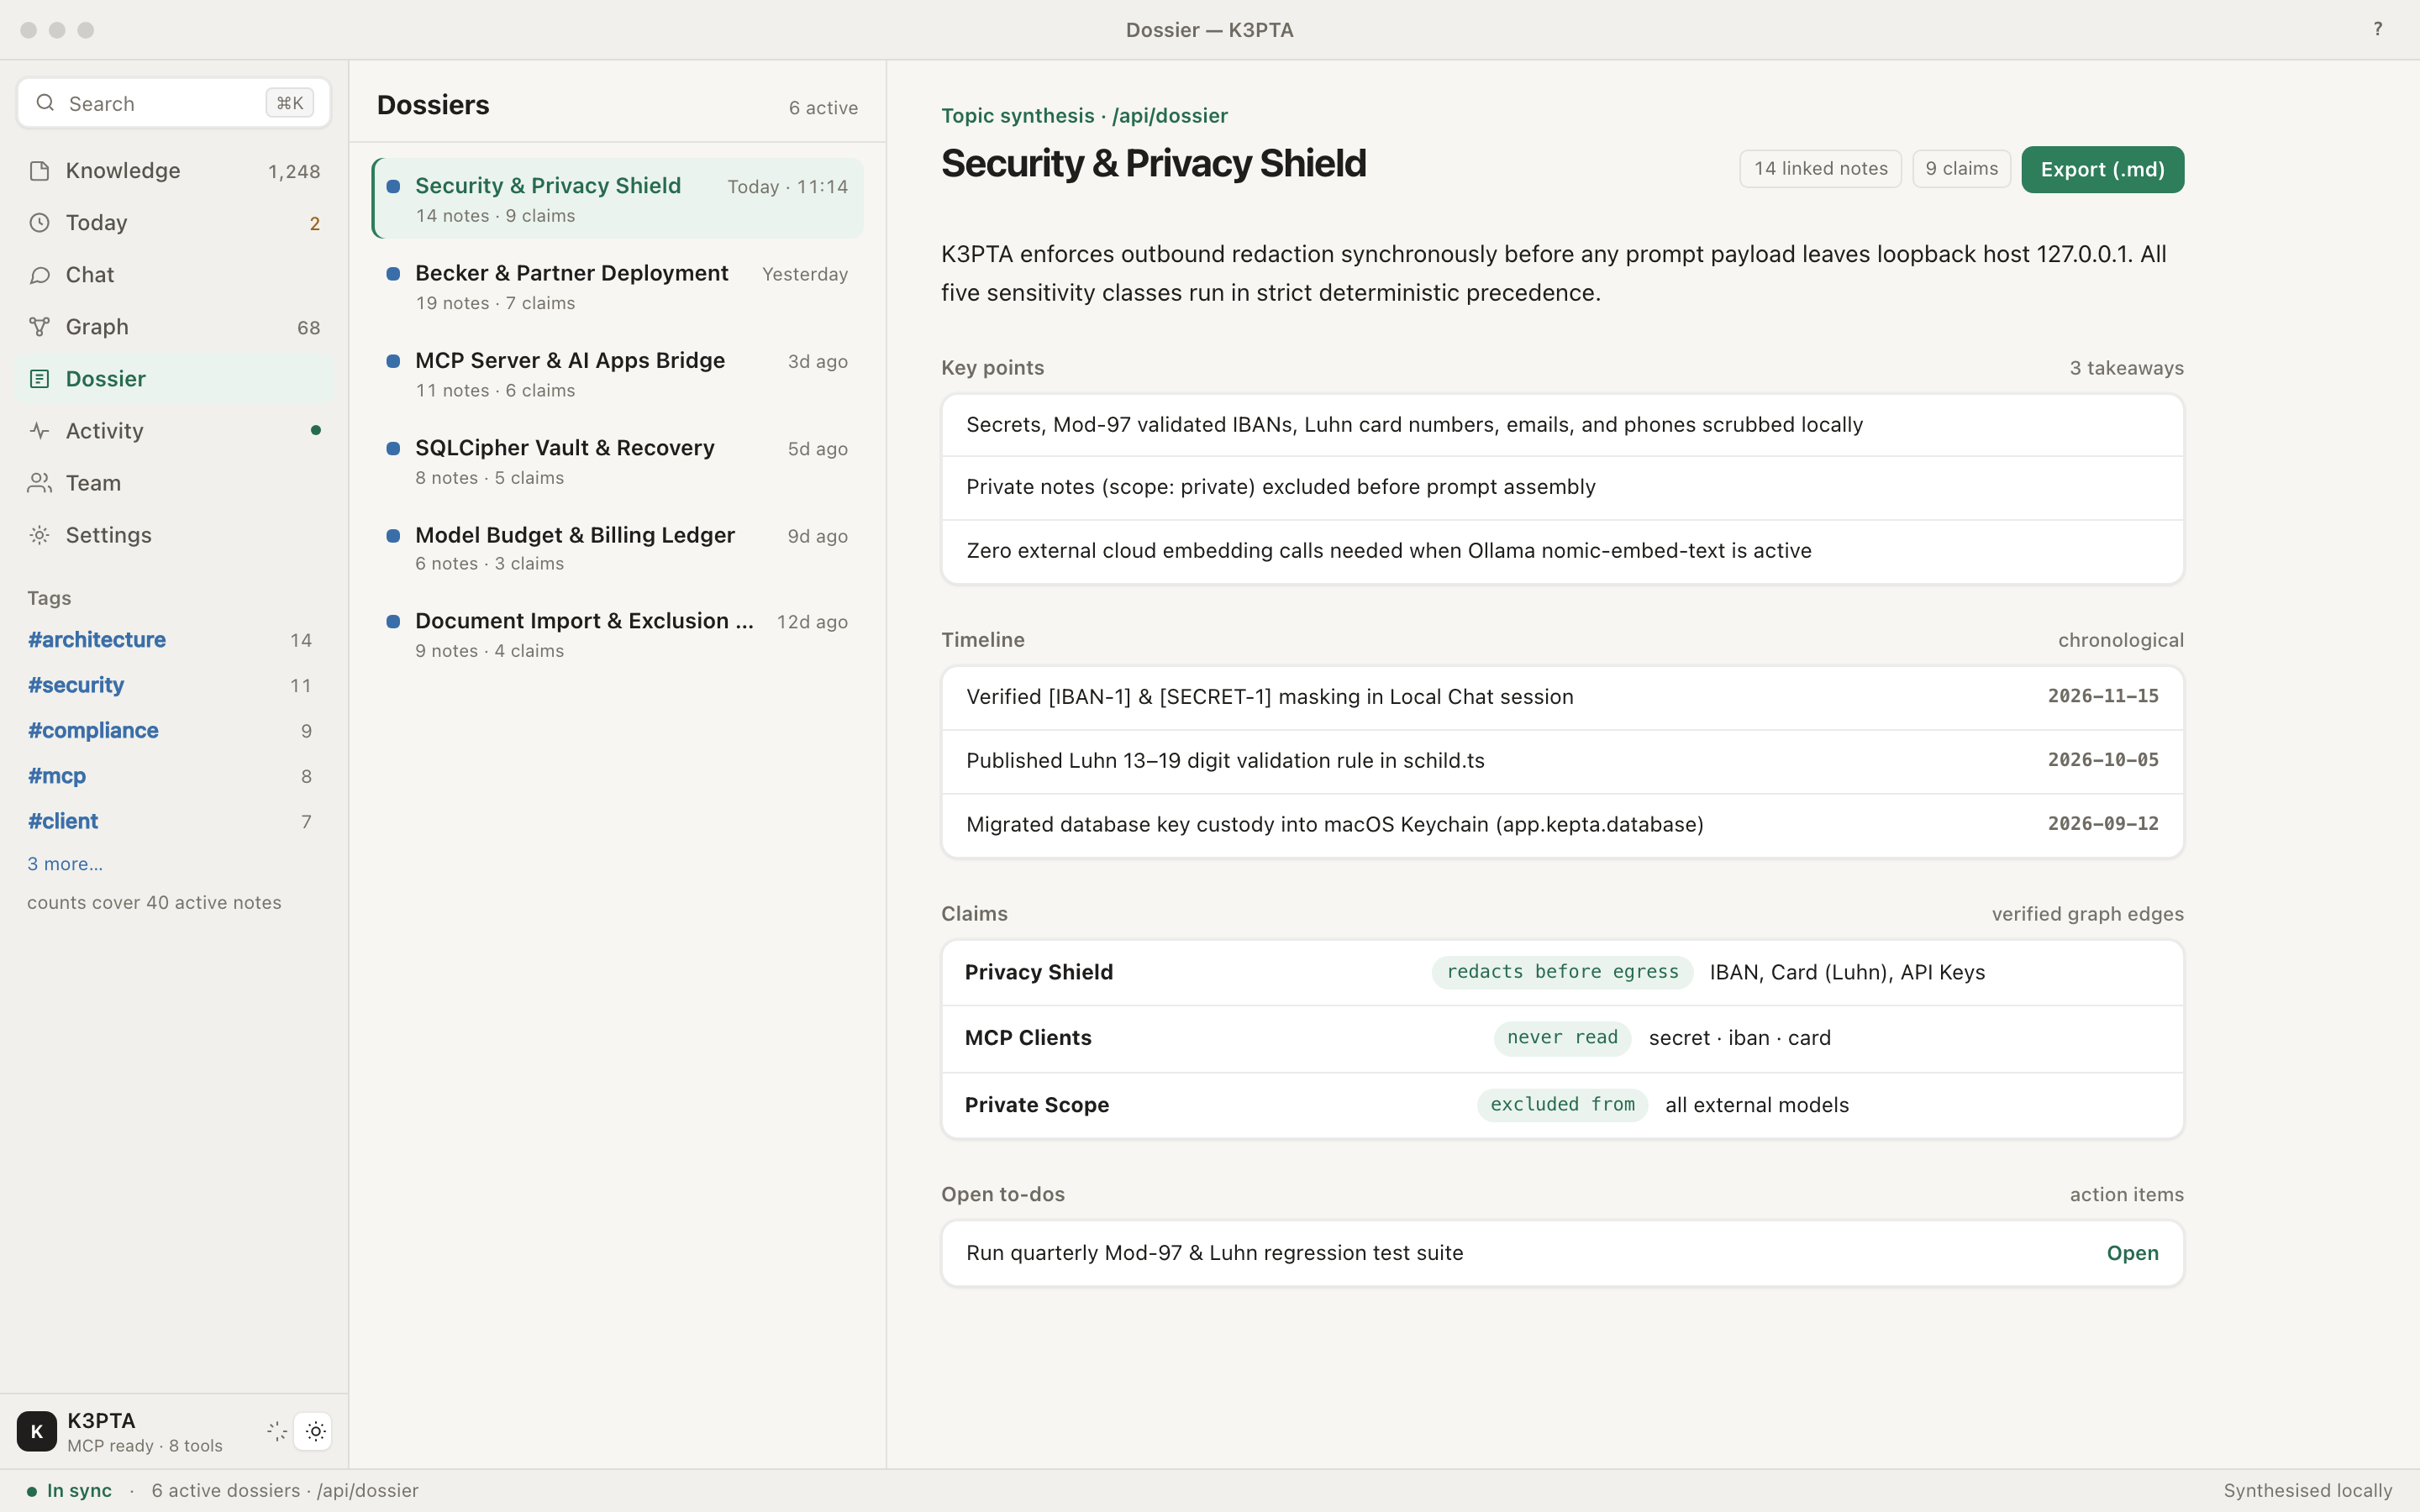 Dossier — K3PTA
?
Search
⌘K
Knowledge 1,248
Today 2
Chat
Graph 68
Dossier
Activity
Team
Settings
Tags
#architecture 14
#security 11
#compliance 9
#mcp 8
#client 7
3 more...
counts cover 40 active notes
K
K3PTA
MCP ready · 8 tools
Dossiers 6 active
Security & Privacy Shield Today · 11:14
14 notes · 9 claims
Becker & Partner Deployment Yesterday
19 notes · 7 claims
MCP Server & AI Apps Bridge 3d ago
11 notes · 6 claims
SQLCipher Vault & Recovery 5d ago
8 notes · 5 claims
Model Budget & Billing Ledger 9d ago
6 notes · 3 claims
Document Import & Exclusion ... 12d ago
9 notes · 4 claims
Topic synthesis · /api/dossier
Security & Privacy Shield
14 linked notes
9 claims
Export (.md)
K3PTA enforces outbound redaction synchronously before any prompt payload leaves loopback host 127.0.0.1. All
five sensitivity classes run in strict deterministic precedence.
Key points 3 takeaways
Secrets, Mod-97 validated IBANs, Luhn card numbers, emails, and phones scrubbed locally
Private notes (scope: private) excluded before prompt assembly
Zero external cloud embedding calls needed when Ollama nomic-embed-text is active
Timeline chronological
Verified [IBAN-1] & [SECRET-1] masking in Local Chat session 2026-11-15
Published Luhn 13–19 digit validation rule in schild.ts 2026-10-05
Migrated database key custody into macOS Keychain (app.kepta.database) 2026-09-12
Claims verified graph edges
Privacy Shield redacts before egress IBAN, Card (Luhn), API Keys
MCP Clients never read secret · iban · card
Private Scope excluded from all external models
Open to-dos action items
Run quarterly Mod-97 & Luhn regression test suite Open
In sync · 6 active dossiers · /api/dossier
Synthesised locally